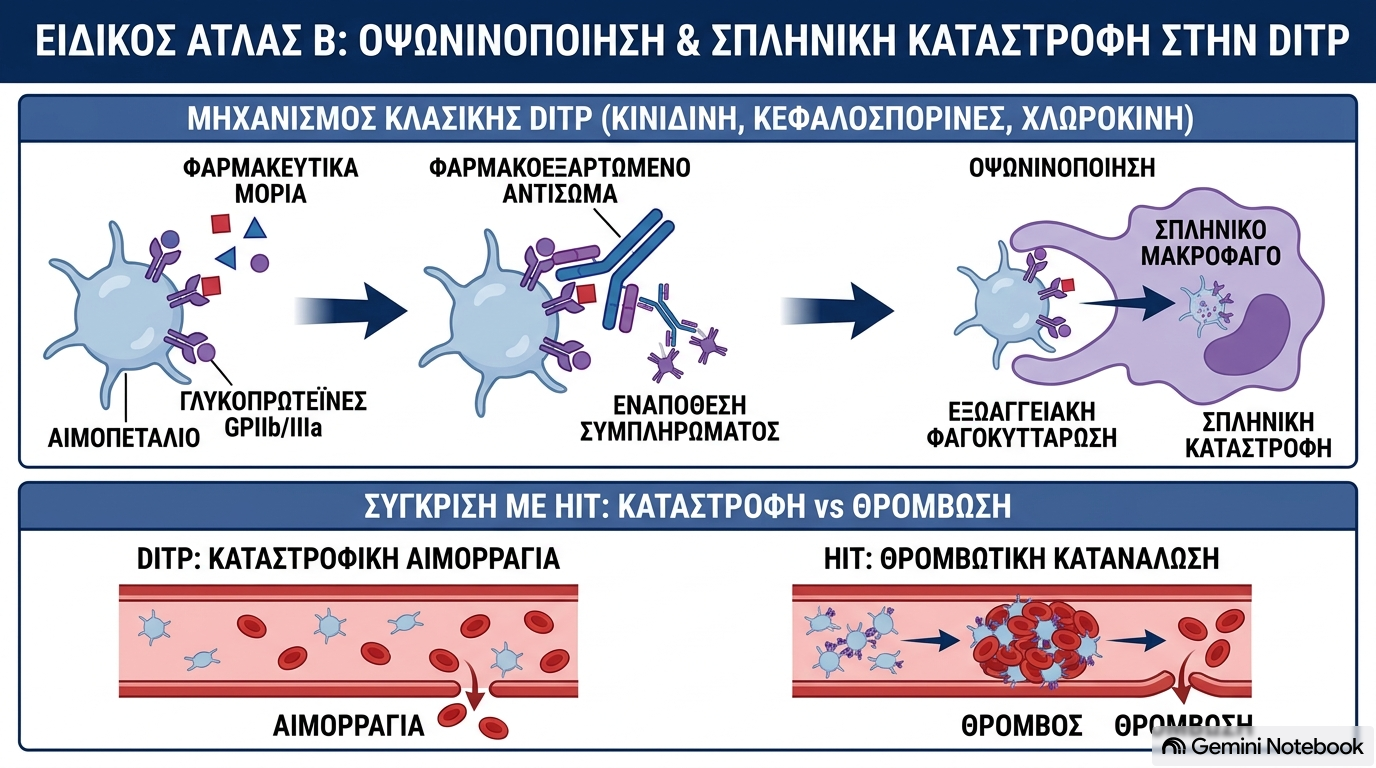 ΕΙΔΙΚΟΣ ΑΤΛΑΣ Β: ΟΨΩΝΙΝΟΠΟΙΗΣΗ & ΣΠΛΗΝΙΚΗ ΚΑΤΑΣΤΡΟΦΗ ΣΤΗΝ DITP
ΜΗΧΑΝΙΣΜΟΣ ΚΛΑΣΙΚΗΣ DITP (ΚΙΝΙΔΙΝΗ, ΚΕΦΑΛΟΣΠΟΡΙΝΕΣ, ΧΛΩΡΟΚΙΝΗ)
ΦΑΡΜΑΚΕΥΤΙΚΑ
ΜΟΡΙΑ
ΓΛΥΚΟΠΡΩΤΕΪΝΕΣ
GPIIb/IIIa
ΑΙΜΟΠΕΤΑΛΙΟ
ΦΑΡΜΑΚΟΕΞΑΡΤΩΜΕΝΟ
ΑΝΤΙΣΩΜΑ
ΕΝΑΠΟΘΕΣΗ
ΣΥΜΠΛΗΡΩΜΑΤΟΣ
ΟΨΩΝΙΝΟΠΟΙΗΣΗ
ΣΠΛΗΝΙΚΟ
ΜΑΚΡΟΦΑΓΟ
ΕΞΩΑΓΓΕΙΑΚΗ
ΦΑΓΟΚΥΤΤΑΡΩΣΗ
ΣΠΛΗΝΙΚΗ
ΚΑΤΑΣΤΡΟΦΗ
ΣΥΓΚΡΙΣΗ ΜΕ HIT: ΚΑΤΑΣΤΡΟΦΗ vs ΘΡΟΜΒΩΣΗ
DITP: ΚΑΤΑΣΤΡΟΦΙΚΗ ΑΙΜΟΡΡΑΓΙΑ
ΑΙΜΟΡΡΑΓΙΑ
HIT: ΘΡΟΜΒΩΤΙΚΗ ΚΑΤΑΝΑΛΩΣΗ
ΘΡΟΜΒΟΣ
ΘΡΟΜΒΩΣΗ
Gemini Notebook